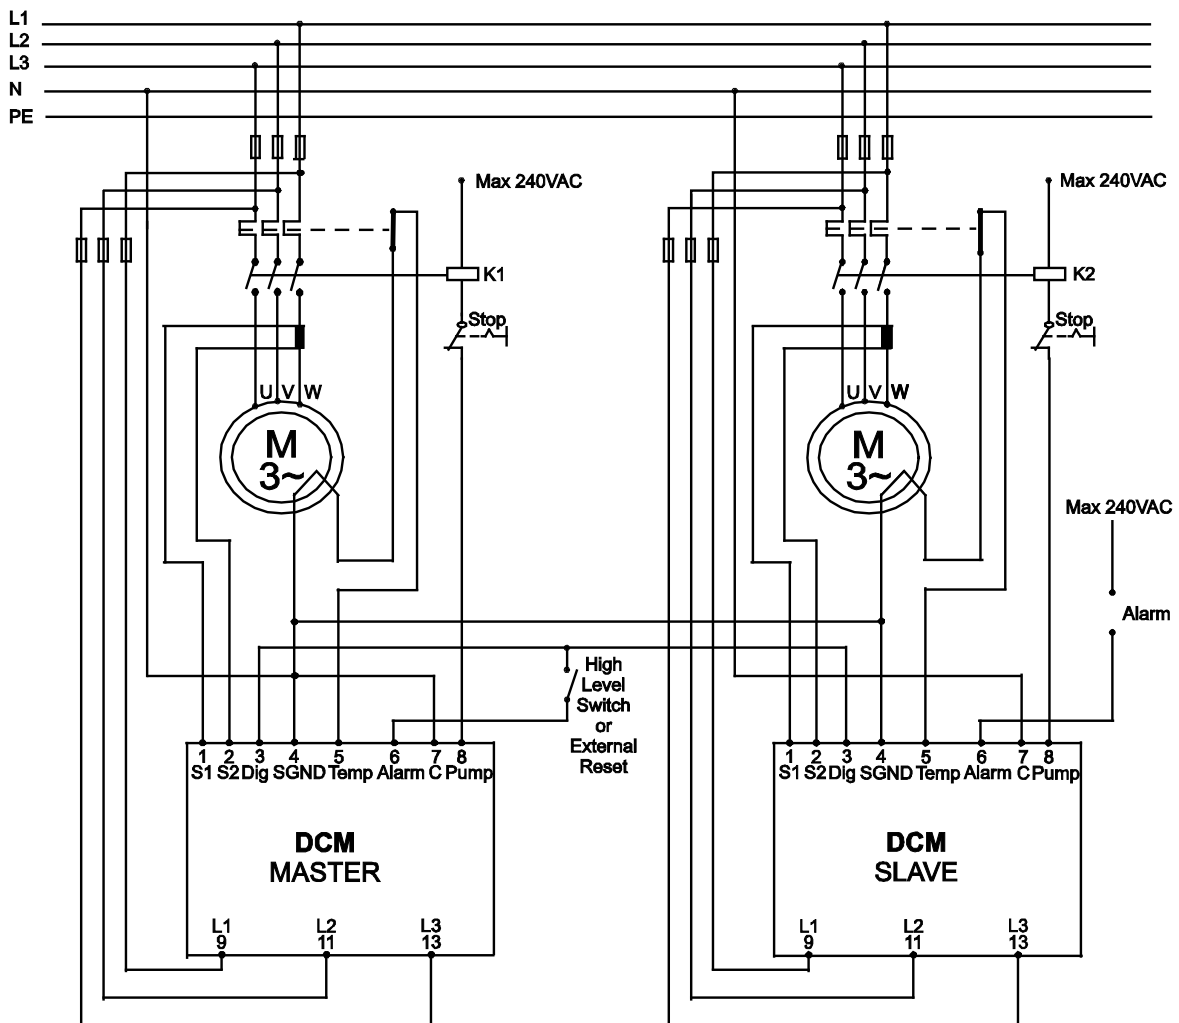 L1
L2
L3
N
PE
Max 240VAC
Max 240VAC
K1
K2
Stop
Stop
U V W
U V W
M
3~
M
3~
Max 240VAC
Alarm
High
Level
Switch
or
External
Reset
1 2 3 4 5 6 7 8
S1 S2 Dig SGND Temp Alarm C Pump
1 2 3 4 5 6 7 8
S1 S2 Dig SGND Temp Alarm C Pump
DCM
MASTER
DCM
SLAVE
L1 L2 L3
9 11 13
L1 L2 L3
9 11 13